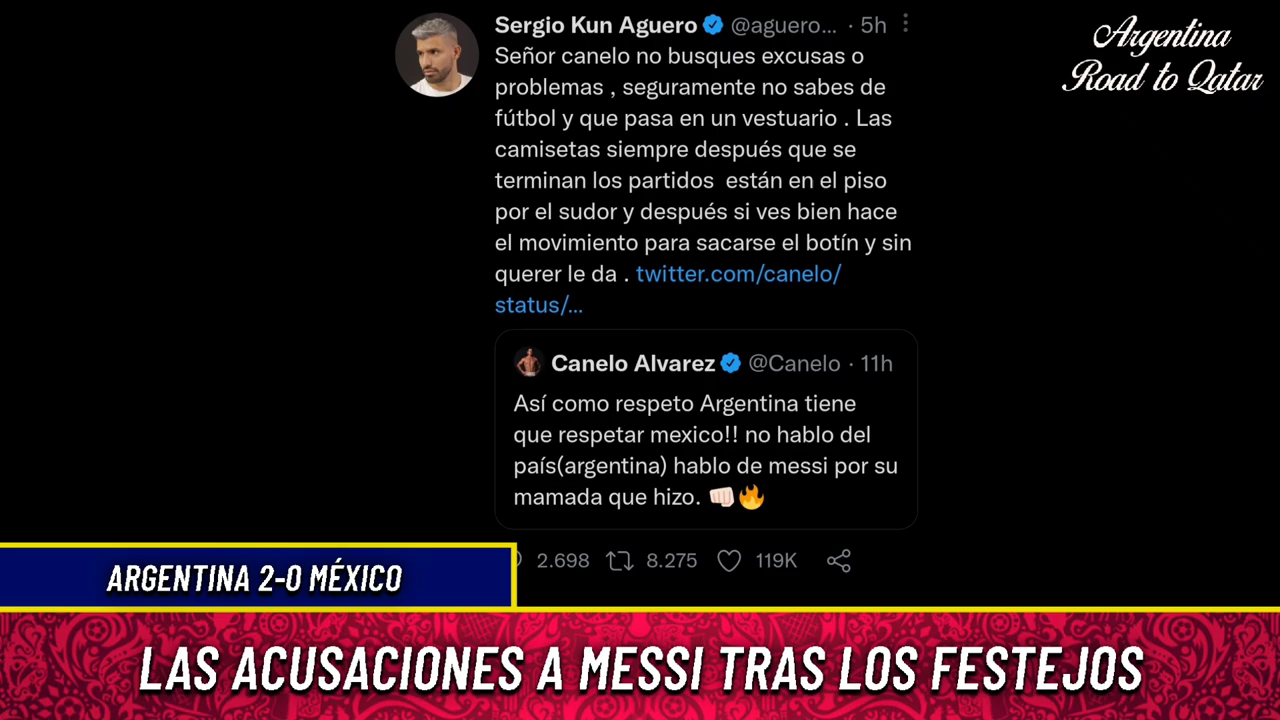 Sergio Kun Aguero @aguero... · 5h
Señor canelo no busques excusas o
problemas , seguramente no sabes de
fútbol y que pasa en un vestuario . Las
camisetas siempre después que se
terminan los partidos están en el piso
por el sudor y después si ves bien hace
el movimiento para sacarse el botín y sin
querer le da . twitter.com/canelo/
status/...
Canelo Alvarez @Canelo · 11h
Así como respeto Argentina tiene
que respetar mexico!! no hablo del
país(argentina) hablo de messi por su
mamada que hizo. 👊🏻🔥
2.698 8.275 119K
Argentina
Road to Qatar
ARGENTINA 2-0 MÉXICO
LAS ACUSACIONES A MESSI TRAS LOS FESTEJOS